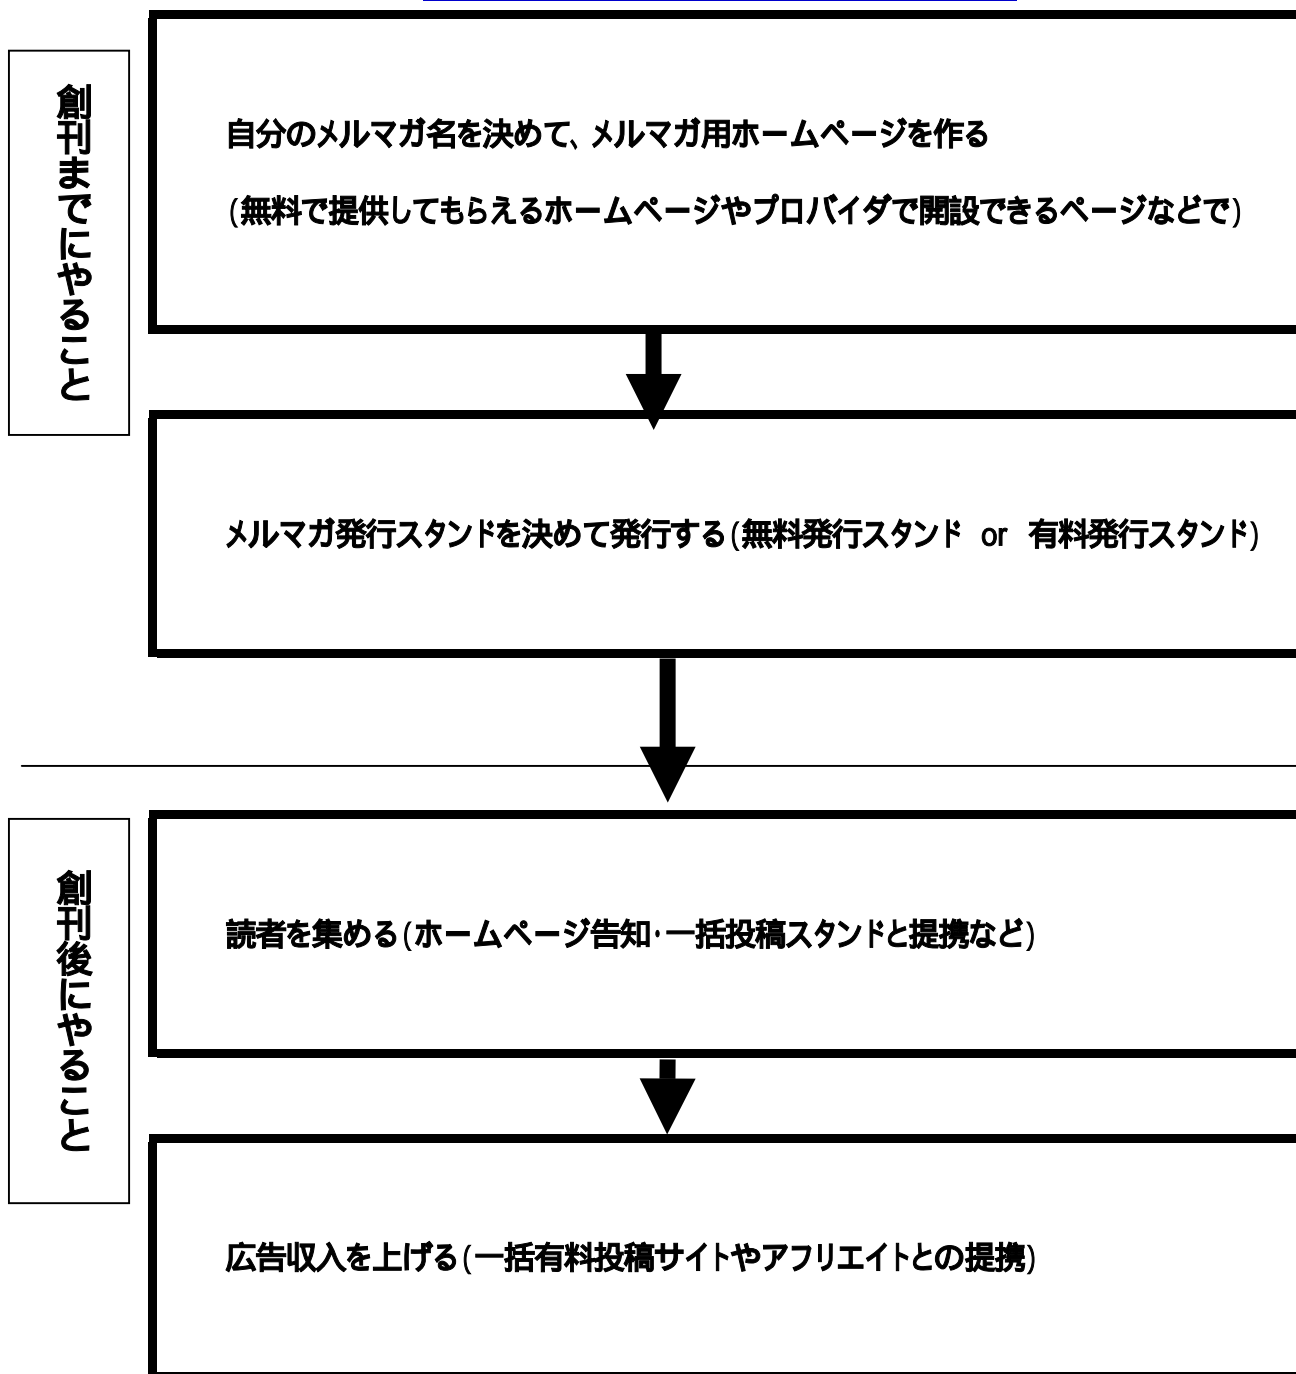 創刊までにやること
自分のメルマガ名を決めて、メルマガ用ホームページを作る
(無料で提供してもらえるホームページやプロバイダで開設できるページなどで)
メルマガ発行スタンドを決めて発行する(無料発行スタンド or 有料発行スタンド)
創刊後にやること
読者を集める(ホームページ告知・一括投稿スタンドと提携など)
広告収入を上げる(一括有料投稿サイトやアフリエイトとの提携)